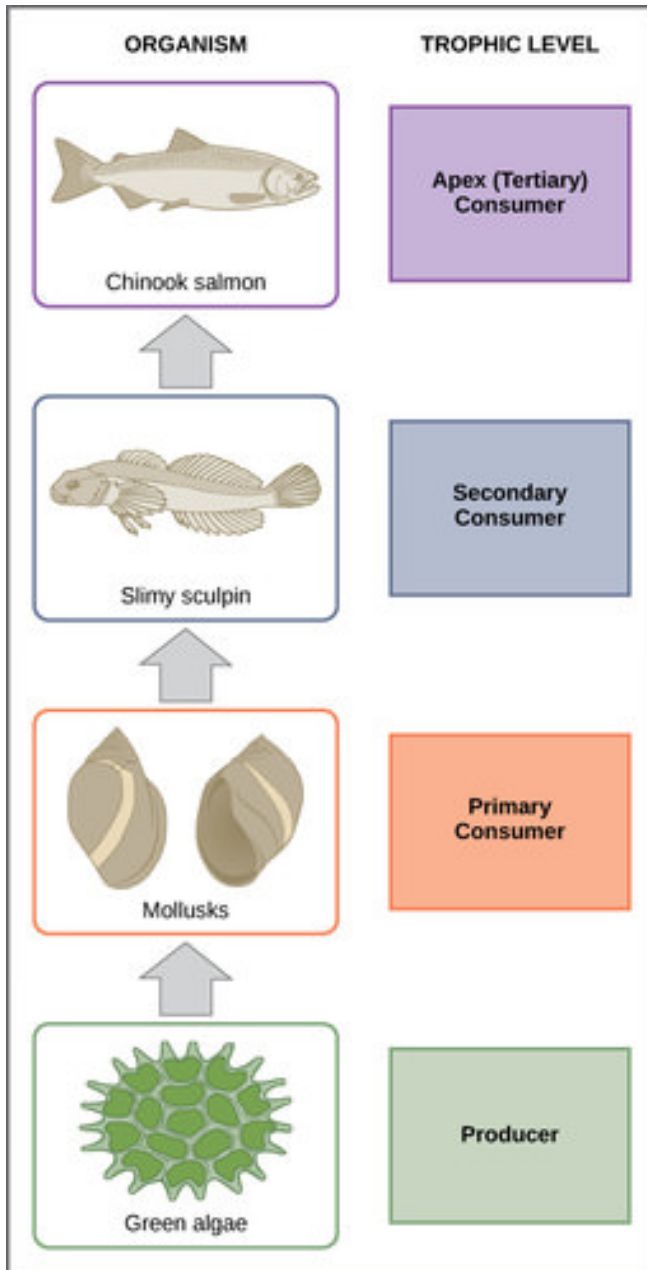 ORGANISM
TROPHIC LEVEL
Chinook salmon
Apex (Tertiary)
Consumer
Slimy sculpin
Secondary
Consumer
Mollusks
Primary
Consumer
Green algae
Producer